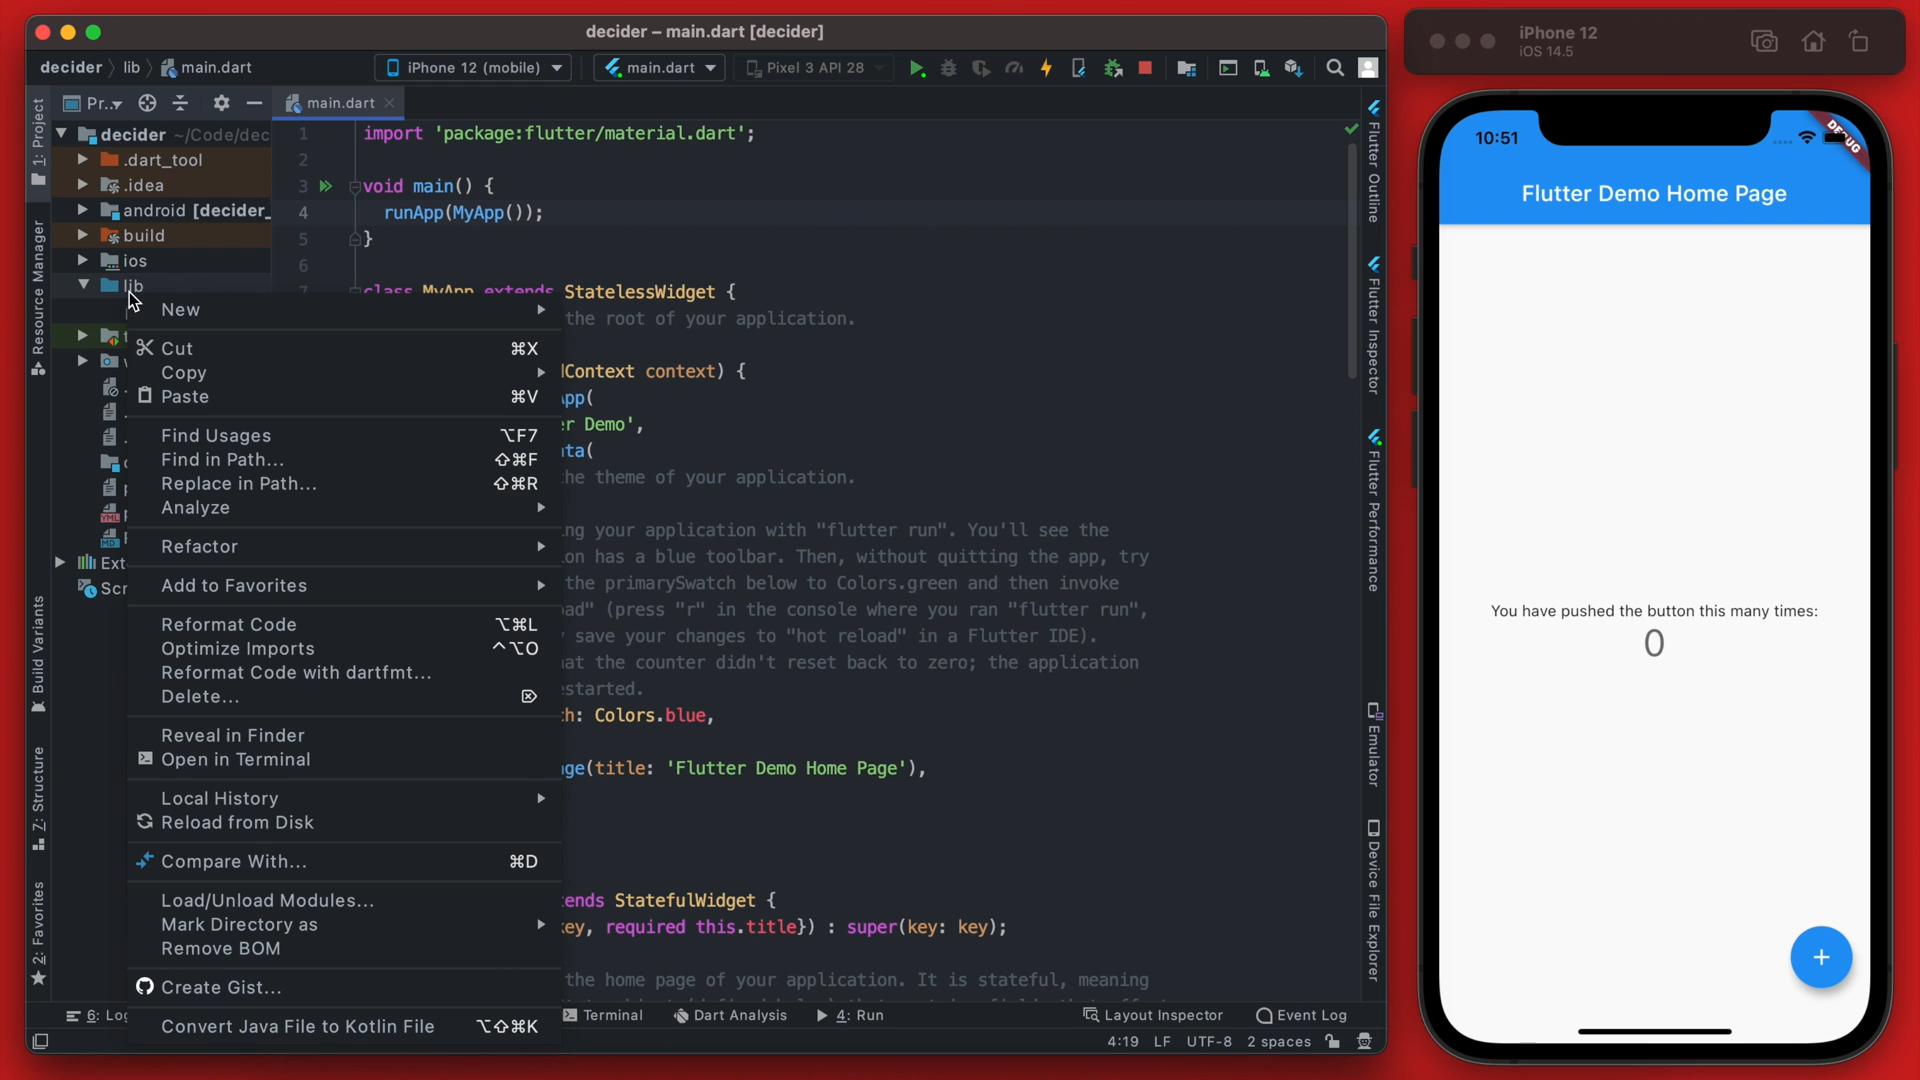 decider – main.dart [decider]
decider lib main.dart
iPhone 12 (mobile)
main.dart
Pixel 3 API 28
Pr...
main.dart
1: Project
Resource Manager
Build Variants
Z: Structure
2: Favorites
decider ~/Code/dec
.dart_tool
.idea
android [decider_
build
ios
lib
Ext
Scr
1 import 'package:flutter/material.dart';
2
3 void main() {
4 runApp(MyApp());
5 }
6
7 class MyApp extends StatelessWidget {
the root of your application.
Context context) {
pp(
r Demo',
ta(
he theme of your application.
ng your application with "flutter run". You'll see the
on has a blue toolbar. Then, without quitting the app, try
the primarySwatch below to Colors.green and then invoke
ad" (press "r" in the console where you ran "flutter run",
save your changes to "hot reload" in a Flutter IDE).
at the counter didn't reset back to zero; the application
started.
h: Colors.blue,
ge(title: 'Flutter Demo Home Page'),
ends StatefulWidget {
key, required this.title}) : super(key: key);
the home page of your application. It is stateful, meaning
New
Cut ⌘X
Copy
Paste ⌘V
Find Usages ⌥F7
Find in Path... ⇧⌘F
Replace in Path... ⇧⌘R
Analyze
Refactor
Add to Favorites
Reformat Code ⌥⌘L
Optimize Imports ^⌥O
Reformat Code with dartfmt...
Delete... ⌦
Reveal in Finder
Open in Terminal
Local History
Reload from Disk
Compare With... ⌘D
Load/Unload Modules...
Mark Directory as
Remove BOM
Create Gist...
Convert Java File to Kotlin File ⌥⇧⌘K
Flutter Outline
Flutter Inspector
Flutter Performance
Emulator
Device File Explorer
6: Log
Terminal
Dart Analysis
4: Run
Layout Inspector
Event Log
4:19 LF UTF-8 2 spaces
iPhone 12
iOS 14.5
10:51
DEBUG
Flutter Demo Home Page
You have pushed the button this many times:
0
+